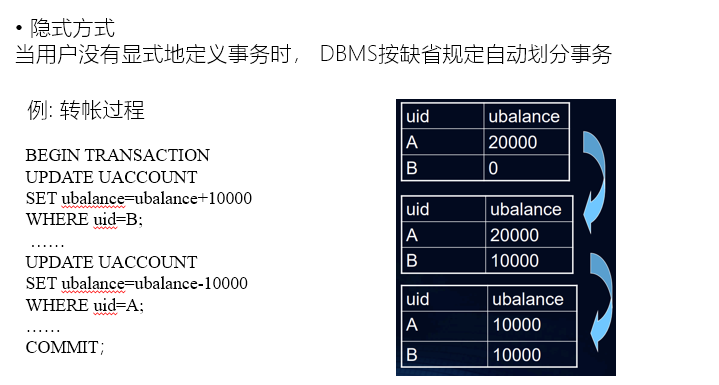 • 隐式方式
当用户没有显式地定义事务时， DBMS按缺省规定自动划分事务
例: 转帐过程
BEGIN TRANSACTION
UPDATE UACCOUNT
SET ubalance=ubalance+10000
WHERE uid=B;
……
UPDATE UACCOUNT
SET ubalance=ubalance-10000
WHERE uid=A;
……
COMMIT;
uid ubalance
A 20000
B 0
uid ubalance
A 20000
B 10000
uid ubalance
A 10000
B 10000